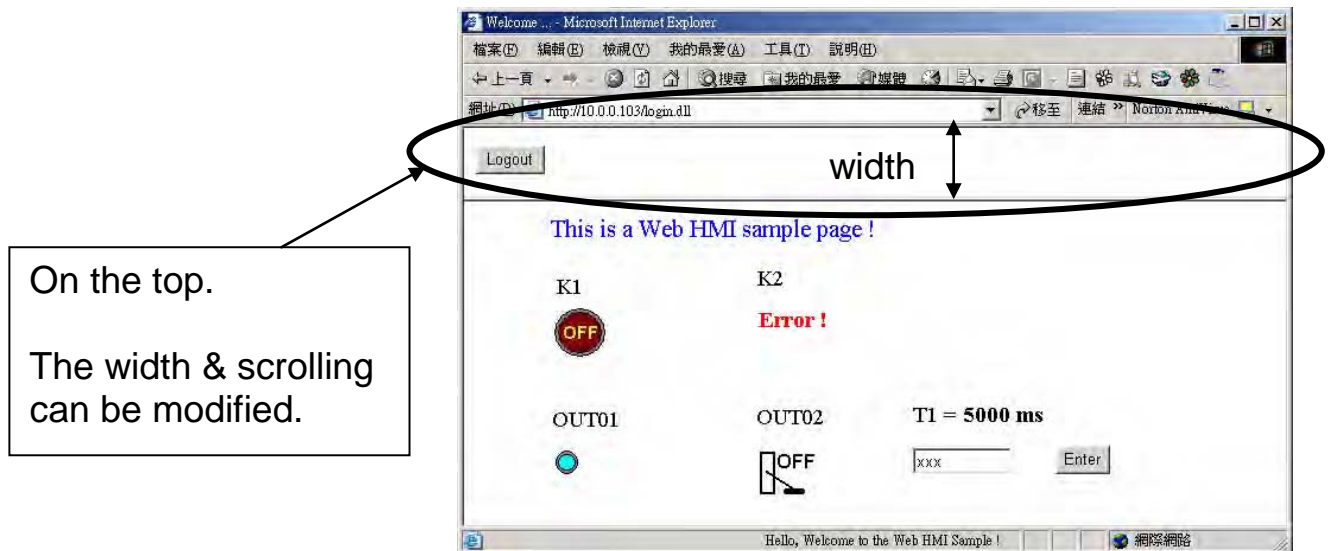 Welcome ... - Microsoft Internet Explorer
檔案(F) 編輯(E) 檢視(V) 我的最愛(A) 工具(T) 說明(H)
上一頁 搜尋 我的最愛 媒體
網址(D) http://10.0.0.103/login.dll 移至 連結 » Norton AntiVirus
Logout
width
This is a Web HMI sample page !
On the top.
The width & scrolling
can be modified.
K1 K2
OFF Error !
OUT01 OUT02 T1 = 5000 ms
OFF xxx Enter
Hello, Welcome to the Web HMI Sample ! 網際網路